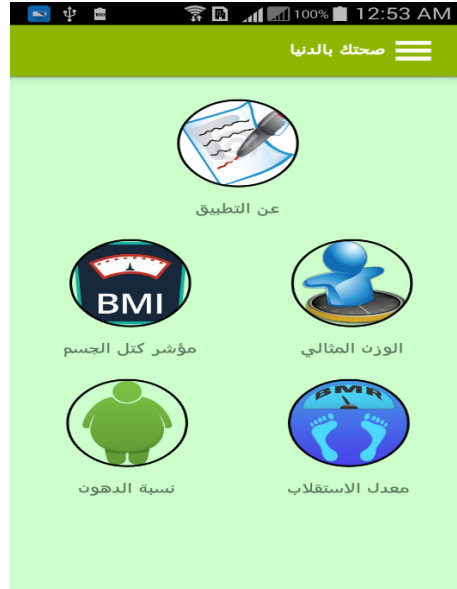 100% 12:53 AM
صحتك بالدنيا
عن التطبيق
BMI
الوزن المثالي
مؤشر كتل الجسم
BMR
معدل الاستقلاب
نسبة الدهون